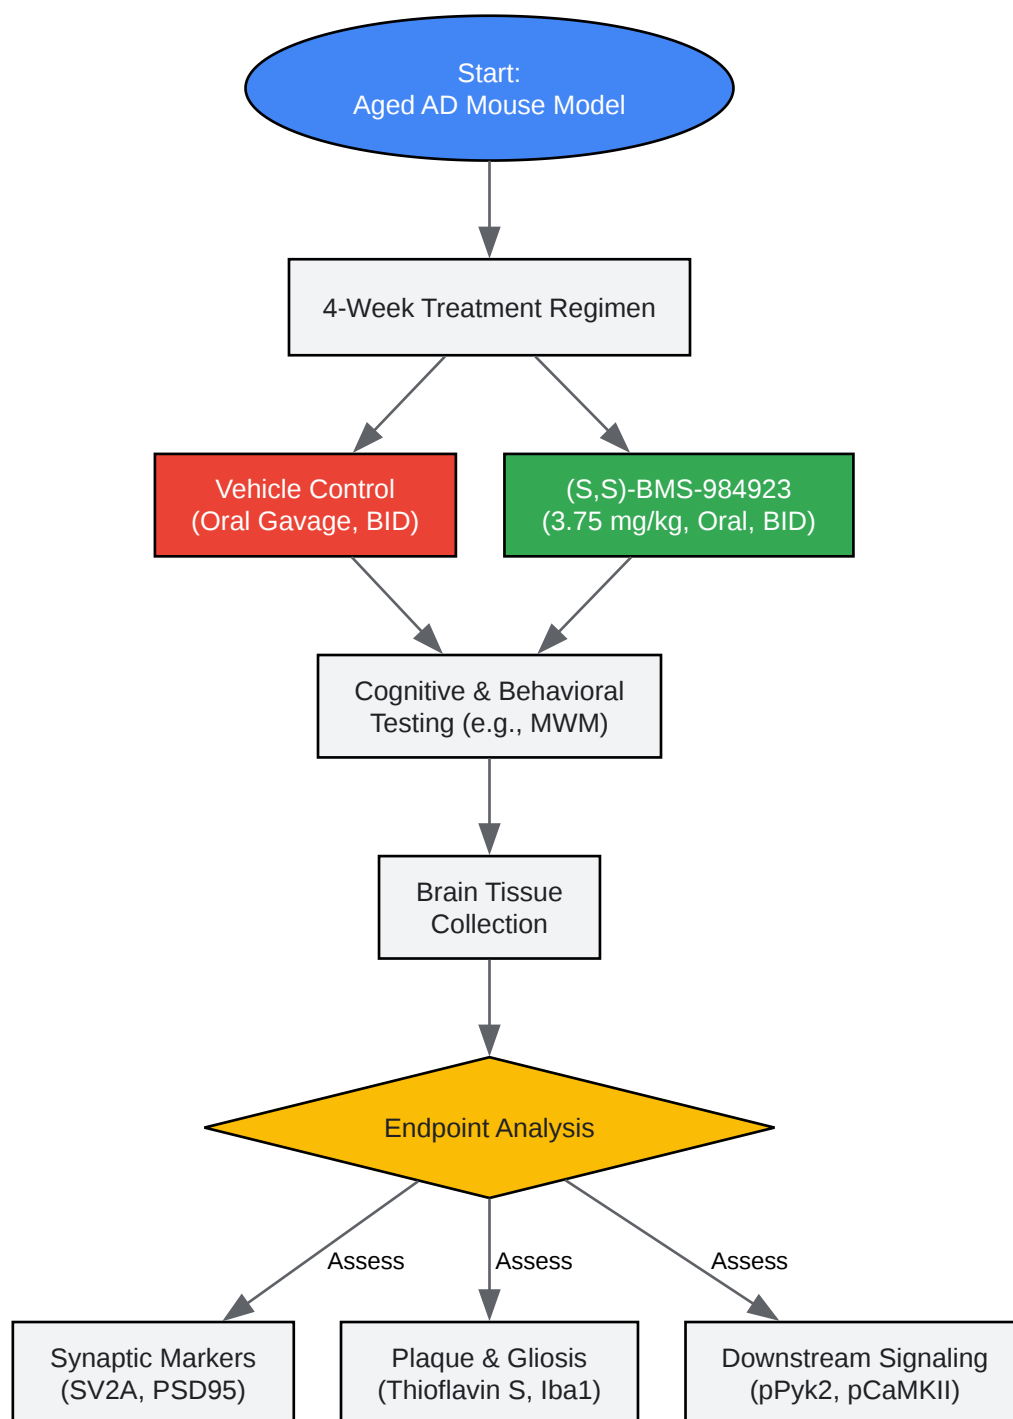 Start:
Aged AD Mouse Model
4-Week Treatment Regimen
Vehicle Control
(Oral Gavage, BID)
(S,S)-BMS-984923
(3.75 mg/kg, Oral, BID)
Cognitive & Behavioral
Testing (e.g., MWM)
Brain Tissue
Collection
Endpoint Analysis
Assess
Assess
Assess
Synaptic Markers
(SV2A, PSD95)
Plaque & Gliosis
(Thioflavin S, Iba1)
Downstream Signaling
(pPyk2, pCaMKII)